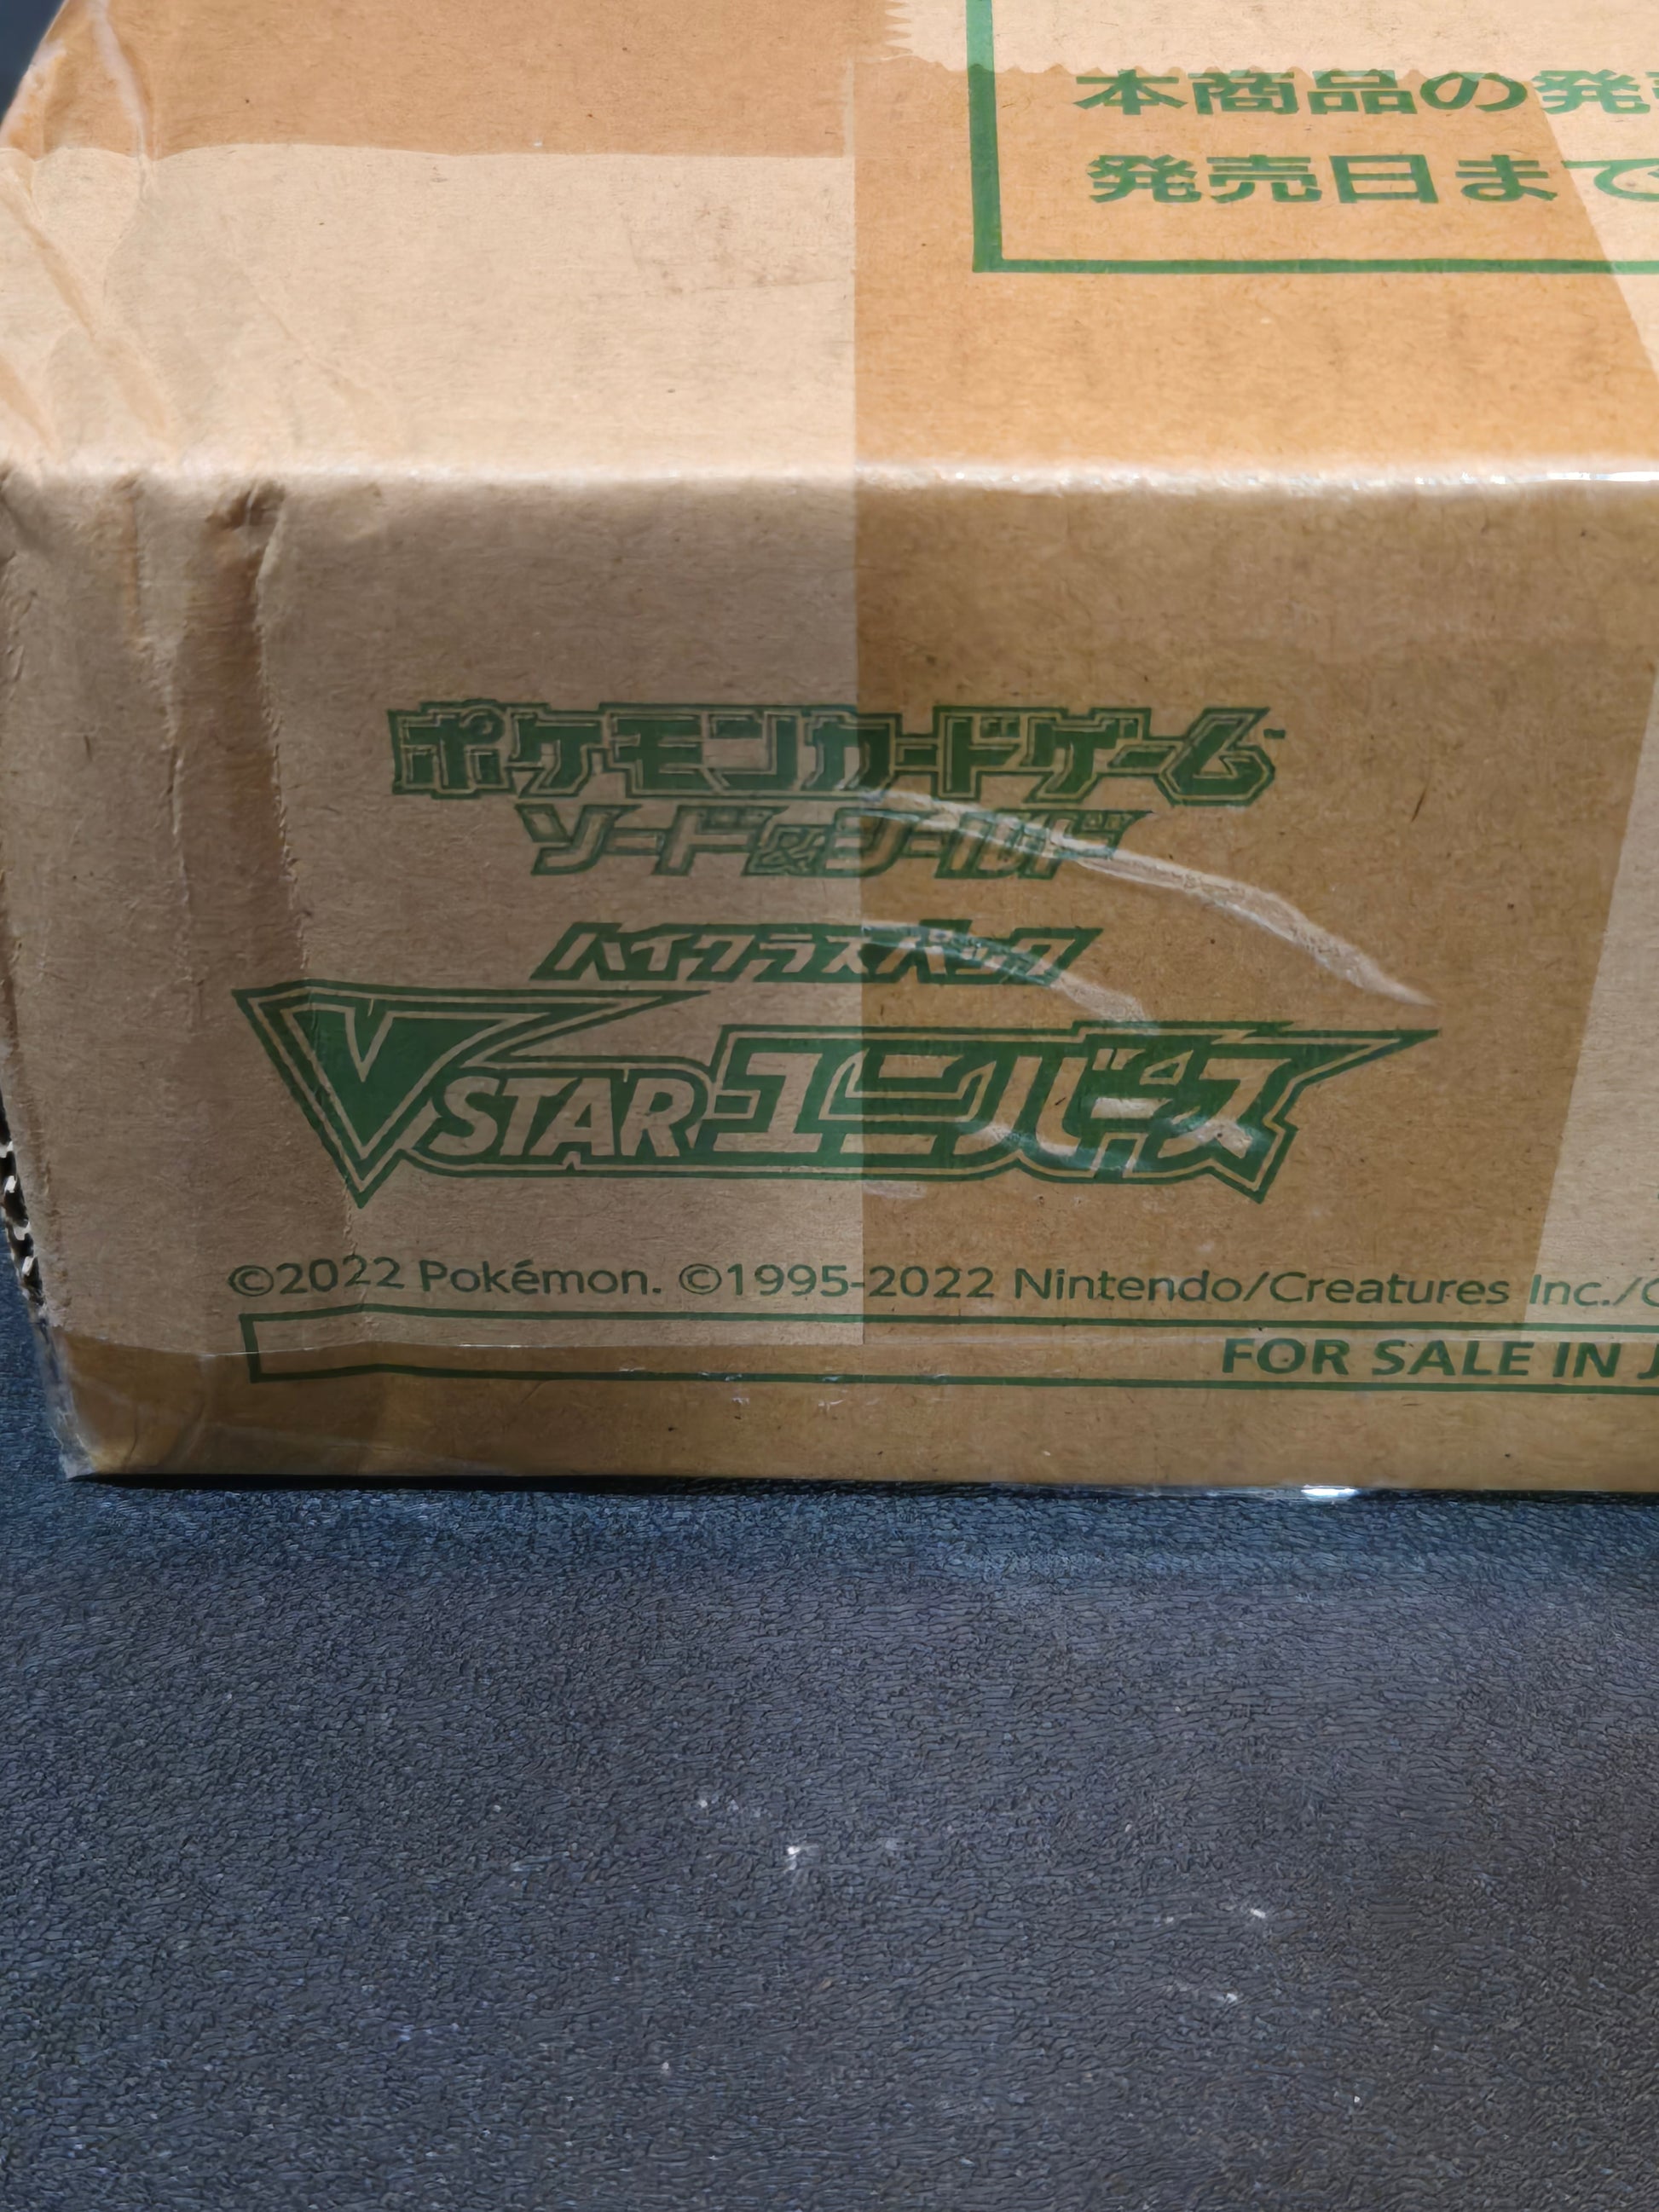 本商品の発
発売日まで
ポケモンカードゲーム
ソード&シールド
ハイクラスパック
VSTARユニバース
©2022 Pokémon. ©1995-2022 Nintendo/Creatures Inc./
FOR SALE IN